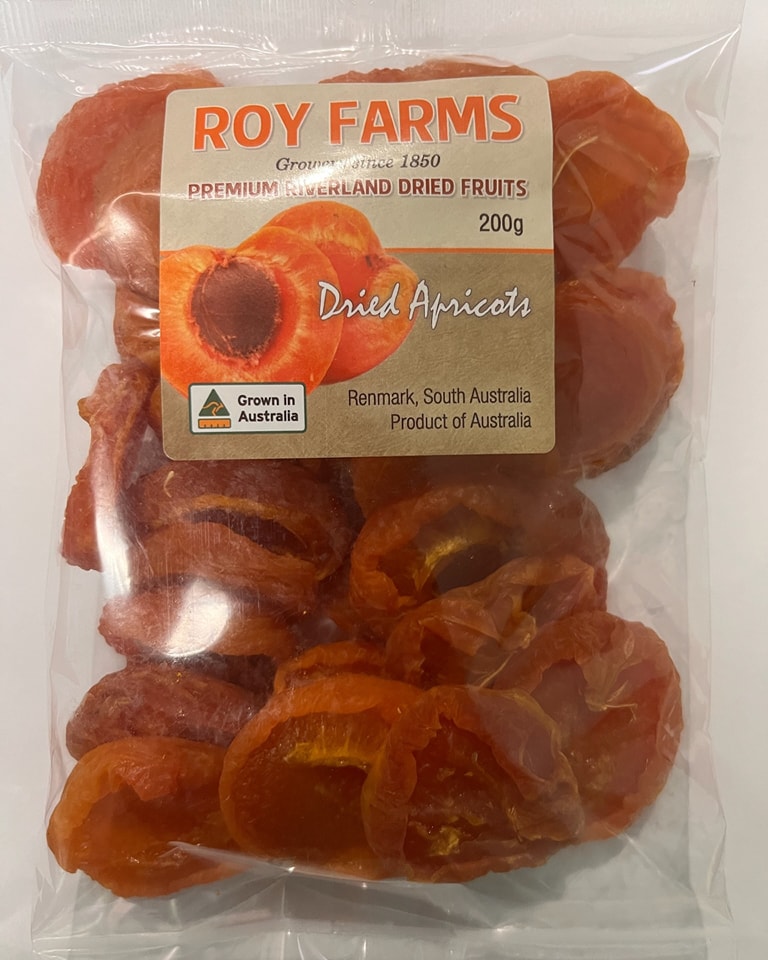 ROY FARMS
Growers since 1850
PREMIUM RIVERLAND DRIED FRUITS
200g
Dried Apricots
Grown in
Australia
Renmark, South Australia
Product of Australia